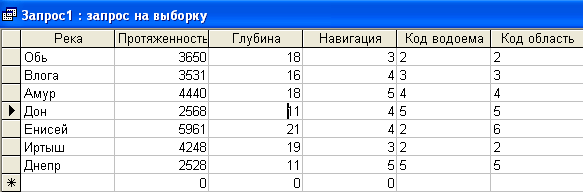 Запрос1 : запрос на выборку
Река Протяженность Глубина Навигация Код водоема Код область
Обь 3650 18 3 2 2
Влога 3531 16 4 3 3
Амур 4440 18 5 4 4
Дон 2568 11 4 5 5
Енисей 5961 21 4 2 6
Иртыш 4248 19 3 2 2
Днепр 2528 11 5 5 5
0 0 0